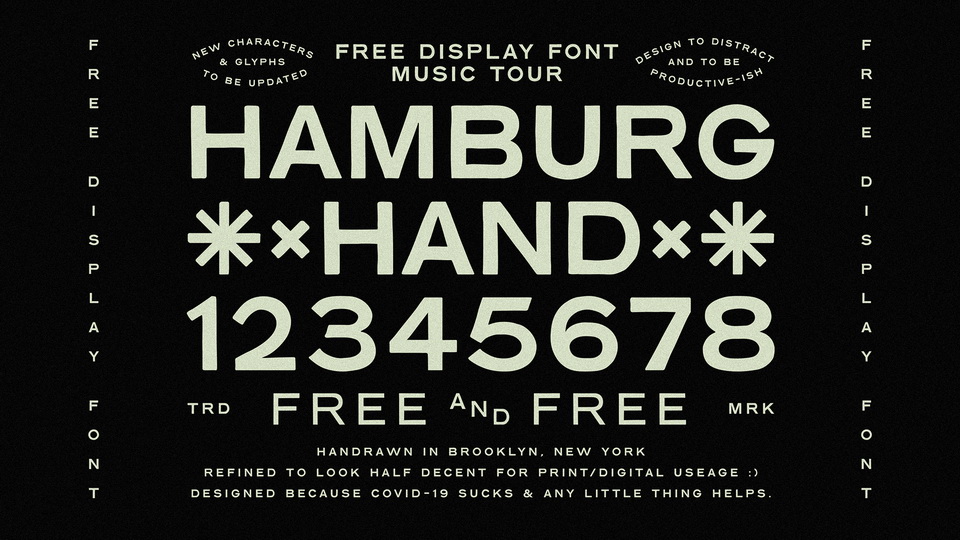 NEW CHARACTERS
& GLYPHS
TO BE UPDATED
FREE DISPLAY FONT
MUSIC TOUR
DESIGN TO DISTRACT
AND TO BE
PRODUCTIVE-ISH
HAMBURG
×HAND×
12345678
TRD FREE AND FREE MRK
HANDRAWN IN BROOKLYN, NEW YORK
REFINED TO LOOK HALF DECENT FOR PRINT/DIGITAL USEAGE :)
DESIGNED BECAUSE COVID-19 SUCKS & ANY LITTLE THING HELPS.
FREE DISPLAY FONT
FREE DISPLAY FONT